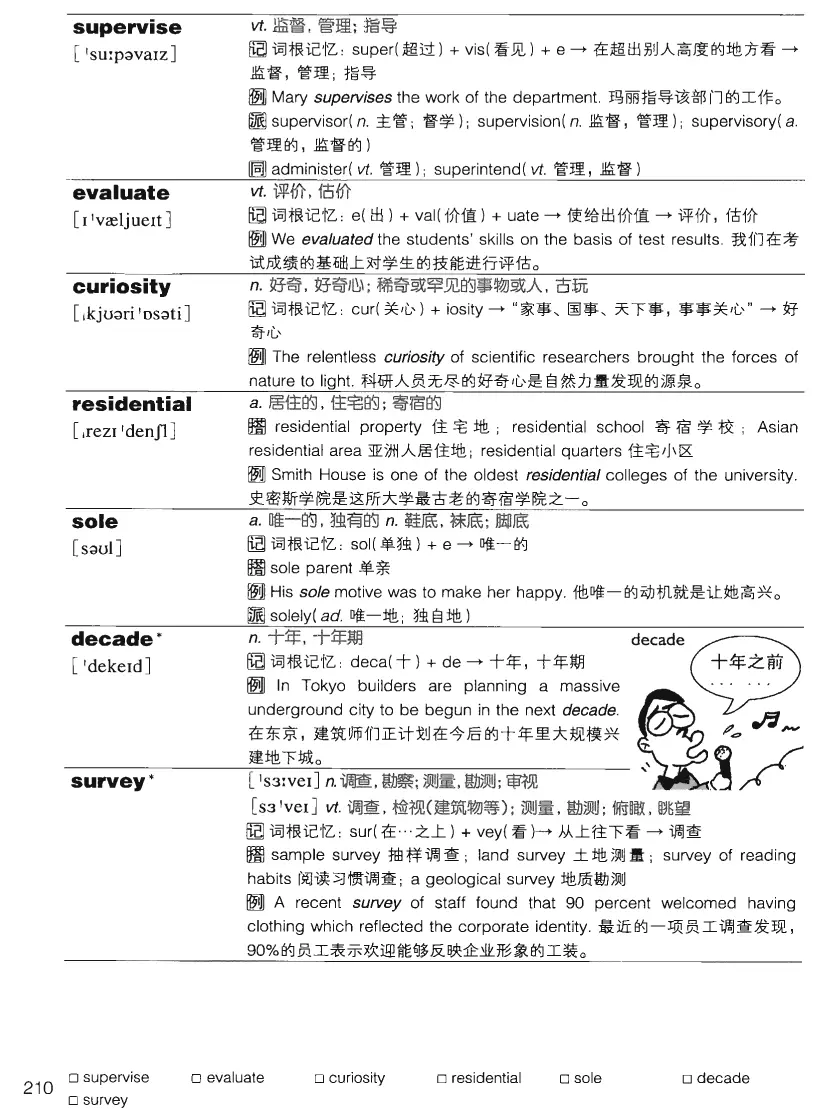 supervise
[ˈsuːpəvaɪz]
vt. 监督, 管理; 指导
记 词根记忆: super(超过) + vis(看见) + e → 在超出别人高度的地方看 →
监督, 管理; 指导
例 Mary supervises the work of the department. 玛丽指导该部门的工作。
派 supervisor(n. 主管; 督学); supervision(n. 监督, 管理); supervisory(a.
管理的, 监督的)
同 administer(vt. 管理); superintend(vt. 管理, 监督)
evaluate
[ɪˈvæljueɪt]
vt. 评价, 估价
记 词根记忆: e(出) + val(价值) + uate → 使给出价值 → 评价, 估价
例 We evaluated the students' skills on the basis of test results. 我们在考
试成绩的基础上对学生的技能进行评估。
curiosity
[ˌkjʊəriˈɒsəti]
n. 好奇, 好奇心; 稀奇或罕见的事物或人, 古玩
记 词根记忆: cur(关心) + iosity → “家事、国事、天下事, 事事关心” → 好
奇心
例 The relentless curiosity of scientific researchers brought the forces of
nature to light. 科研人员无尽的好奇心是自然力量发现的源泉。
residential
[ˌrezɪˈdenʃl]
a. 居住的, 住宅的; 寄宿的
搭 residential property 住宅地; residential school 寄宿学校; Asian
residential area 亚洲人居住地; residential quarters 住宅小区
例 Smith House is one of the oldest residential colleges of the university.
史密斯学院是这所大学最古老的寄宿学院之一。
sole
[səʊl]
a. 唯一的, 独有的 n. 鞋底, 袜底; 脚底
记 词根记忆: sol(单独) + e → 唯一的
搭 sole parent 单亲
例 His sole motive was to make her happy. 他唯一的动机就是让她高兴。
派 solely(ad. 唯一地; 独自地)
decade*
[ˈdekeɪd]
n. 十年, 十年期
记 词根记忆: deca(十) + de → 十年, 十年期
例 In Tokyo builders are planning a massive
underground city to be begun in the next decade.
在东京, 建筑师们正计划在今后的十年里大规模兴
建地下城。
decade
十年之前
... ...
survey*
[ˈsɜːveɪ] n. 调查, 勘察; 测量, 勘测; 审视
[sɜˈveɪ] vt. 调查, 检视(建筑物等); 测量, 勘测; 俯瞰, 眺望
记 词根记忆: sur(在…之上) + vey(看)→ 从上往下看 → 调查
搭 sample survey 抽样调查; land survey 土地测量; survey of reading
habits 阅读习惯调查; a geological survey 地质勘测
例 A recent survey of staff found that 90 percent welcomed having
clothing which reflected the corporate identity. 最近的一项员工调查发现,
90%的员工表示欢迎能够反映企业形象的工装。
210
□ supervise □ evaluate □ curiosity □ residential □ sole □ decade
□ survey